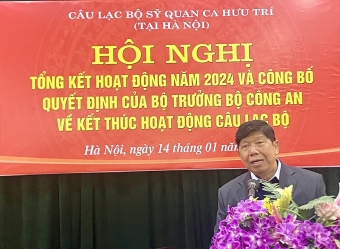 CÂU LẠC BỘ SỸ QUAN CA HƯU TRÍ
(TẠI HÀ NỘI)
HỘI NGHỊ
TỔNG KẾT HOẠT ĐỘNG NĂM 2024 VÀ CÔNG BỐ
QUYẾT ĐỊNH CỦA BỘ TRƯỞNG BỘ CÔNG AN
VỀ KẾT THÚC HOẠT ĐỘNG CÂU LẠC BỘ
Hà Nội, ngày 14 tháng 01 năm